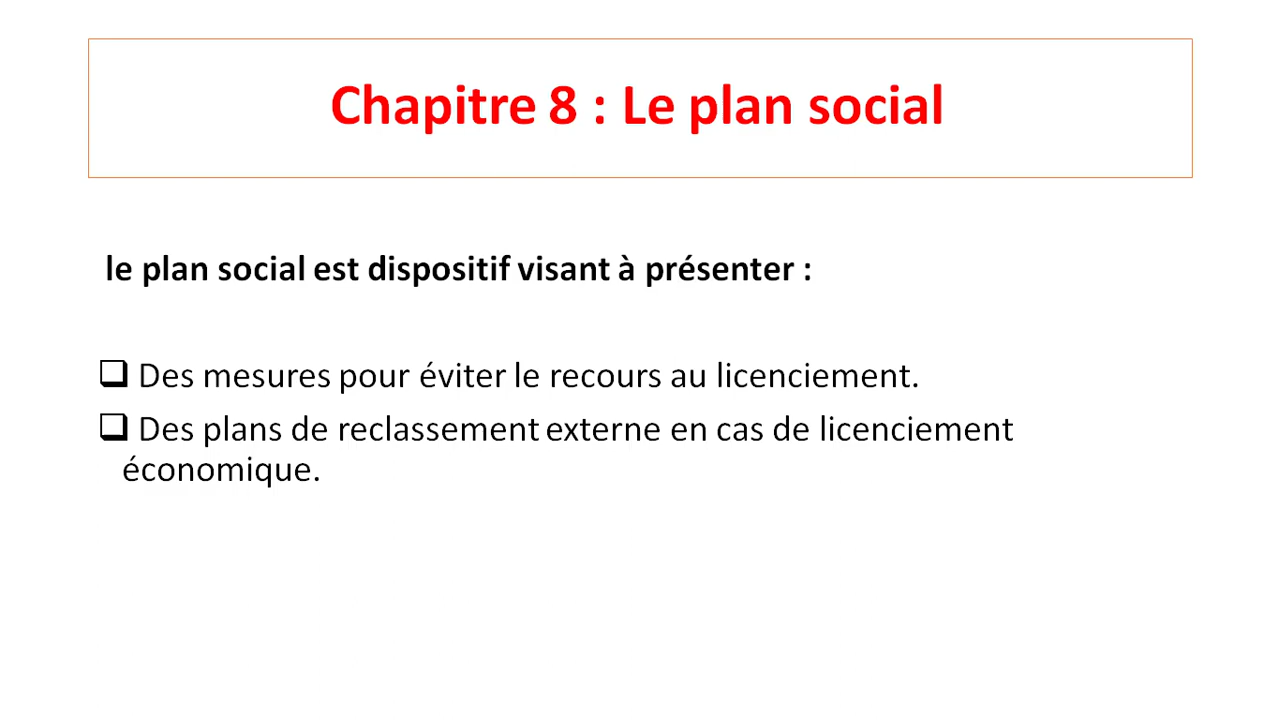 Chapitre 8 : Le plan social
le plan social est dispositif visant à présenter :
❑ Des mesures pour éviter le recours au licenciement.
❑ Des plans de reclassement externe en cas de licenciement
économique.